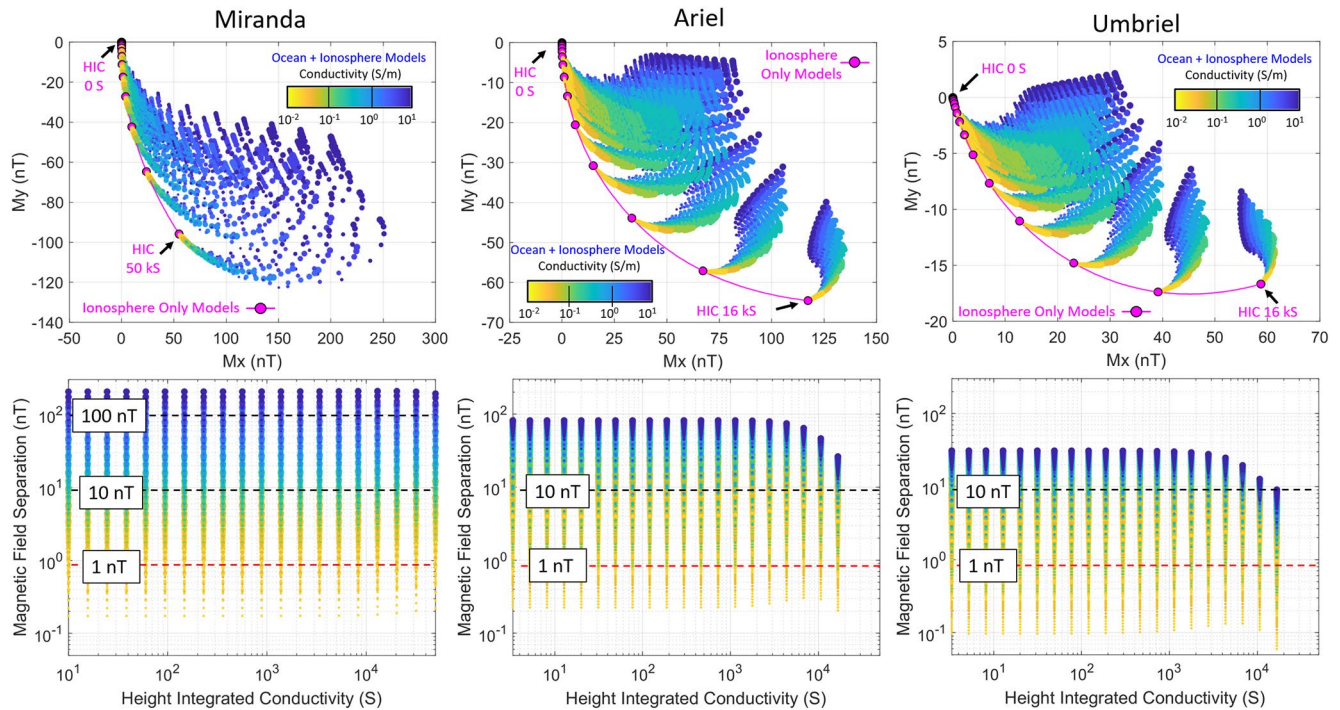 Miranda
0
-20
-40
-60
-80
-100
-120
-140
-50
0
50
100
150
200
250
300
My (nT)
Mx (nT)
HIC
0 S
Ocean + Ionosphere Models
Conductivity (S/m)
10-2 10-1 100 101
HIC
50 kS
Ionosphere Only Models
Ariel
0
-10
-20
-30
-40
-50
-60
-70
-25
0
25
50
75
100
125
150
My (nT)
Mx (nT)
HIC
0 S
Ionosphere
Only Models
Ocean + Ionosphere Models
Conductivity (S/m)
10-2 10-1 100 101
HIC 16 kS
Umbriel
5
0
-5
-10
-15
-20
0
10
20
30
40
50
60
70
My (nT)
Mx (nT)
HIC 0 S
Ocean + Ionosphere Models
Conductivity (S/m)
10-2 10-1 100 101
Ionosphere Only Models
HIC 16 kS
Magnetic Field Separation (nT)
102
101
100
10-1
100 nT
10 nT
1 nT
101 102 103 104
Height Integrated Conductivity (S)
Magnetic Field Separation (nT)
102
101
100
10-1
10 nT
1 nT
101 102 103 104
Height Integrated Conductivity (S)
Magnetic Field Separation (nT)
102
101
100
10-1
10 nT
1 nT
101 102 103 104
Height Integrated Conductivity (S)